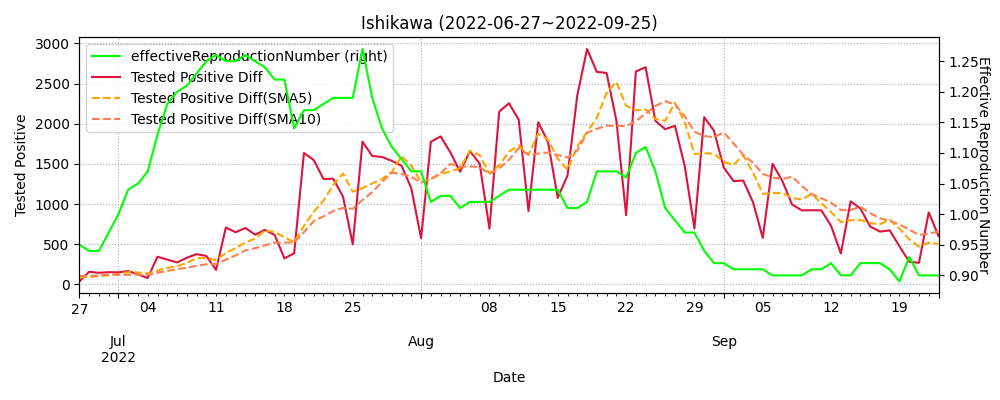 Ishikawa (2022-06-27~2022-09-25)
effectiveReproductionNumber (right)
Tested Positive Diff
Tested Positive Diff(SMA5)
Tested Positive Diff(SMA10)
Tested Positive
3000
2500
2000
1500
1000
500
0
1.25
1.20
1.15
1.10
1.05
1.00
0.95
0.90
Effective Reproduction Number
27 04 11 18 25 08 15 22 29 05 12 19
Jul Aug Sep
2022
Date